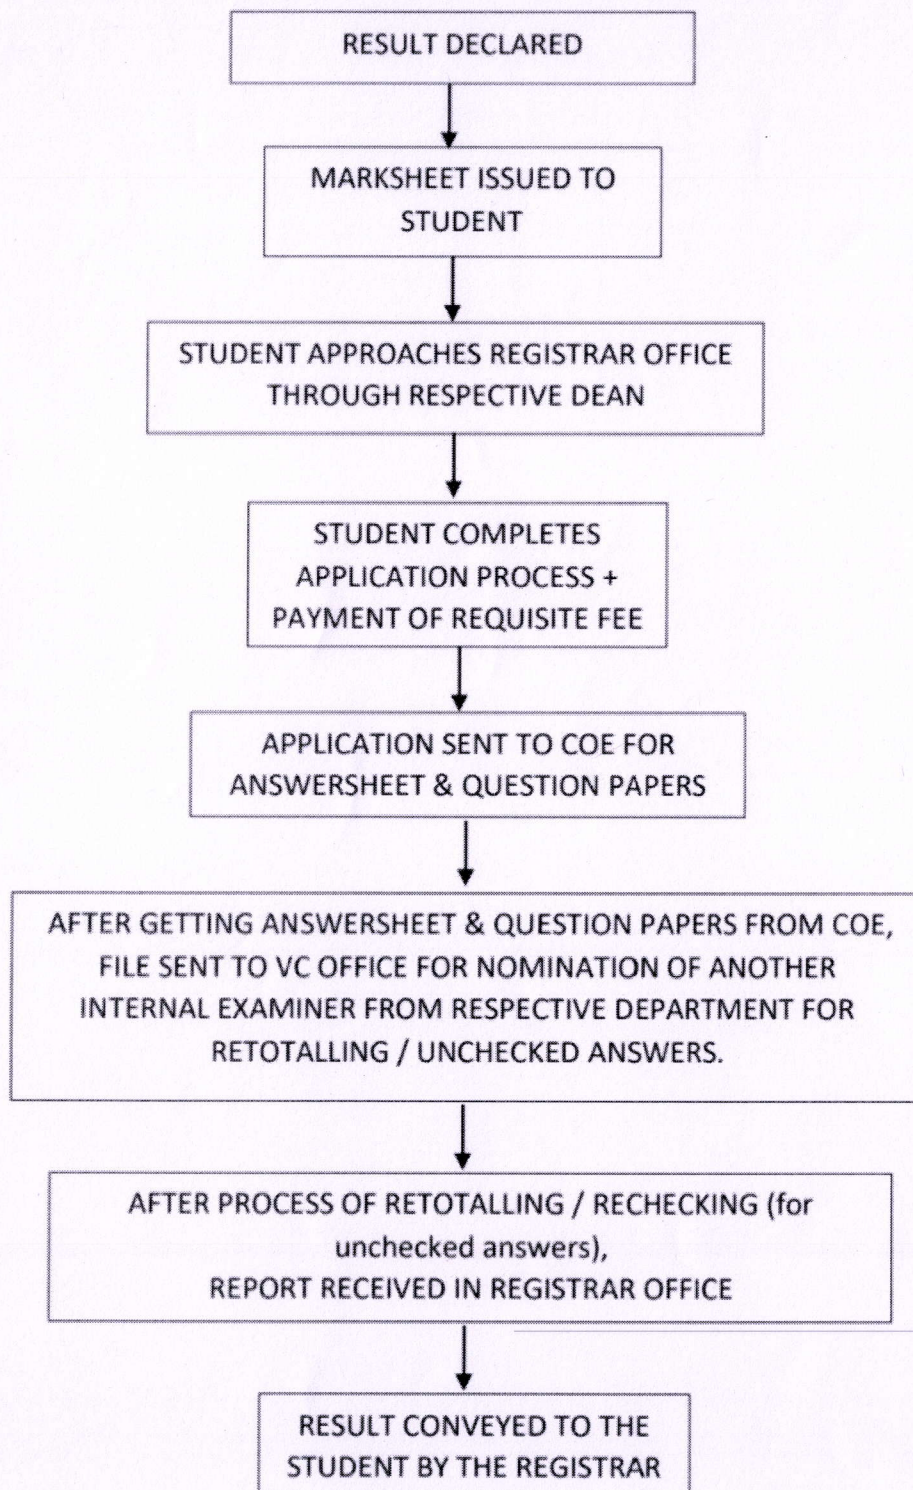 RESULT DECLARED
MARKSHEET ISSUED TO
STUDENT
STUDENT APPROACHES REGISTRAR OFFICE
THROUGH RESPECTIVE DEAN
STUDENT COMPLETES
APPLICATION PROCESS +
PAYMENT OF REQUISITE FEE
APPLICATION SENT TO COE FOR
ANSWERSHEET & QUESTION PAPERS
AFTER GETTING ANSWERSHEET & QUESTION PAPERS FROM COE,
FILE SENT TO VC OFFICE FOR NOMINATION OF ANOTHER
INTERNAL EXAMINER FROM RESPECTIVE DEPARTMENT FOR
RETOTALLING / UNCHECKED ANSWERS.
AFTER PROCESS OF RETOTALLING / RECHECKING (for
unchecked answers),
REPORT RECEIVED IN REGISTRAR OFFICE
RESULT CONVEYED TO THE
STUDENT BY THE REGISTRAR